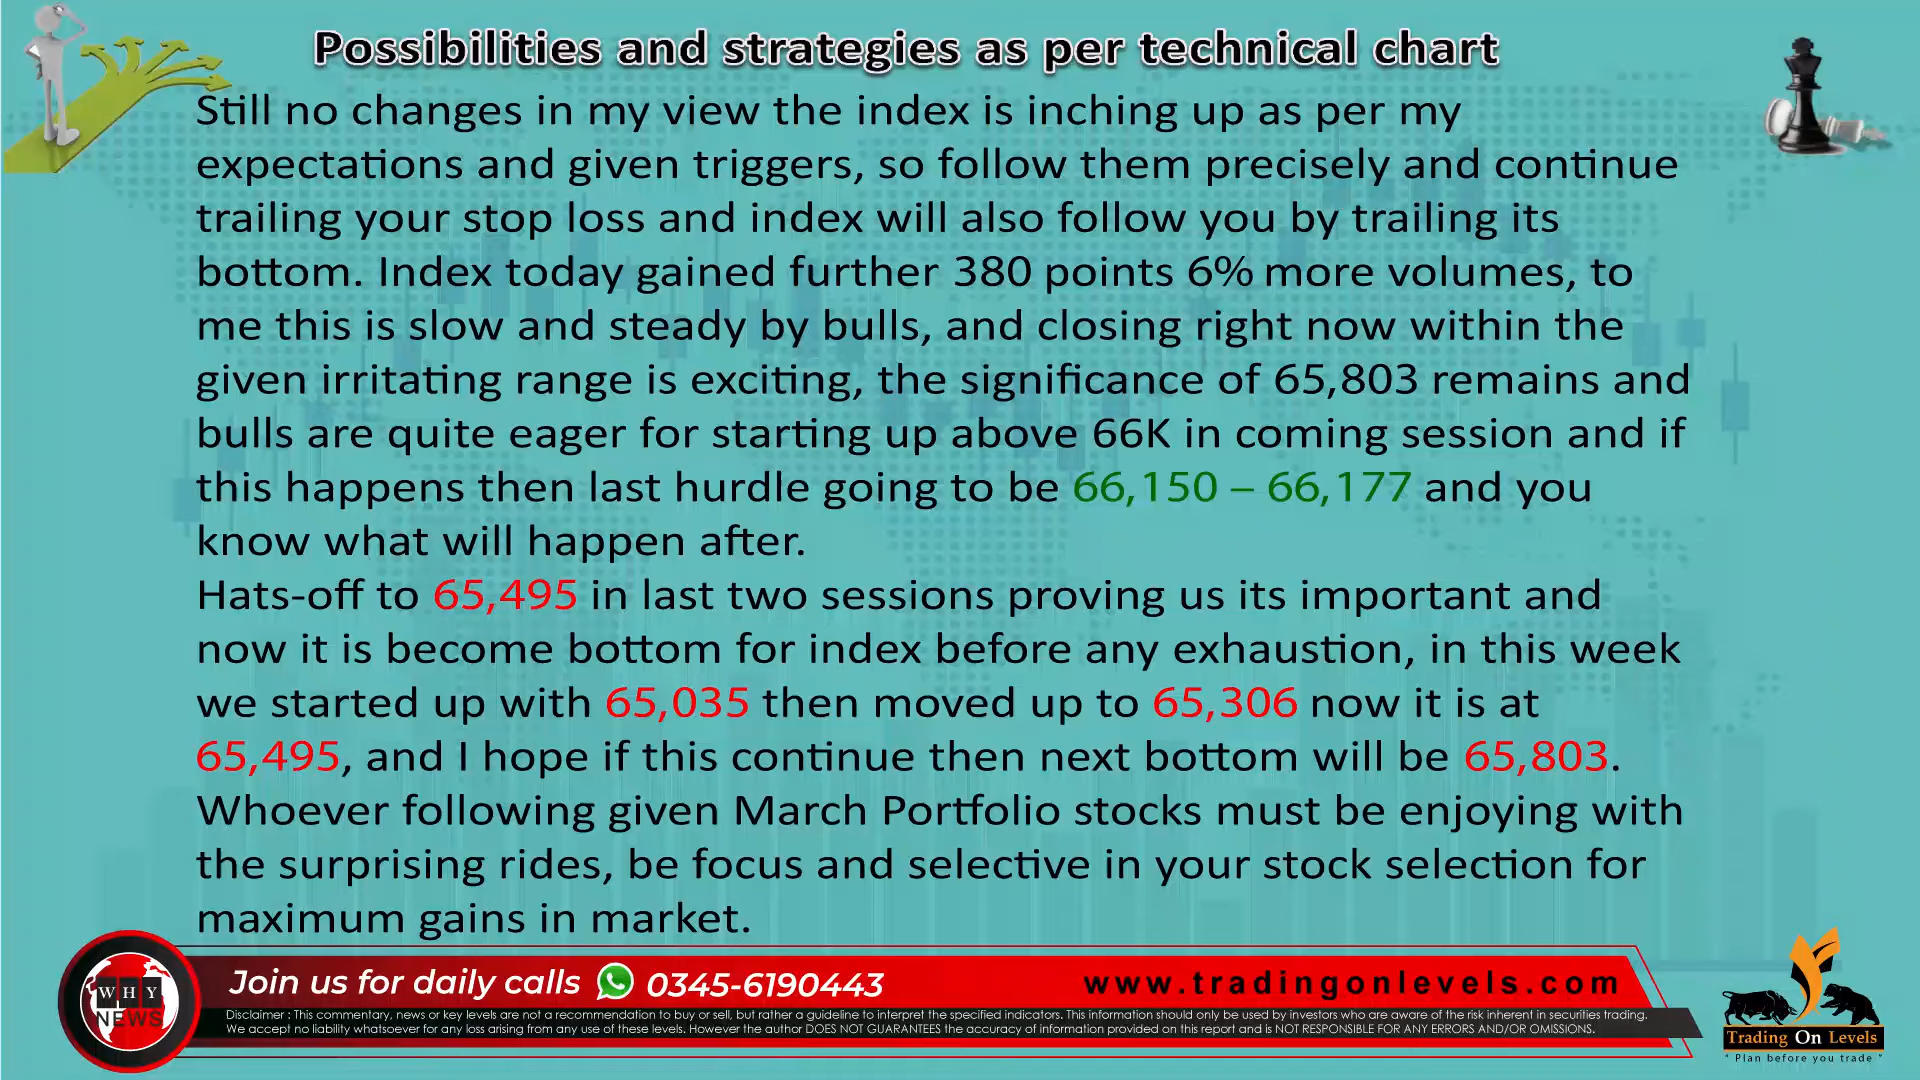 Possibilities and strategies as per technical chart
Still no changes in my view the index is inching up as per my
expectations and given triggers, so follow them precisely and continue
trailing your stop loss and index will also follow you by trailing its
bottom. Index today gained further 380 points 6% more volumes, to
me this is slow and steady by bulls, and closing right now within the
given irritating range is exciting, the significance of 65,803 remains and
bulls are quite eager for starting up above 66K in coming session and if
this happens then last hurdle going to be 66,150 – 66,177 and you
know what will happen after.
Hats-off to 65,495 in last two sessions proving us its important and
now it is become bottom for index before any exhaustion, in this week
we started up with 65,035 then moved up to 65,306 now it is at
65,495, and I hope if this continue then next bottom will be 65,803.
Whoever following given March Portfolio stocks must be enjoying with
the surprising rides, be focus and selective in your stock selection for
maximum gains in market.
WHY
NEWS
Join us for daily calls 0345-6190443
www.tradingonlevels.com
Disclaimer : This commentary, news or key levels are not a recommendation to buy or sell, but rather a guideline to interpret the specified indicators. This information should only be used by investors who are aware of the risk inherent in securities trading.
We accept no liability whatsoever for any loss arising from any use of these levels. However the author DOES NOT GUARANTEES the accuracy of information provided on this report and is NOT RESPONSIBLE FOR ANY ERRORS AND/OR OMISSIONS.
Trading On Levels
" Plan before you trade "